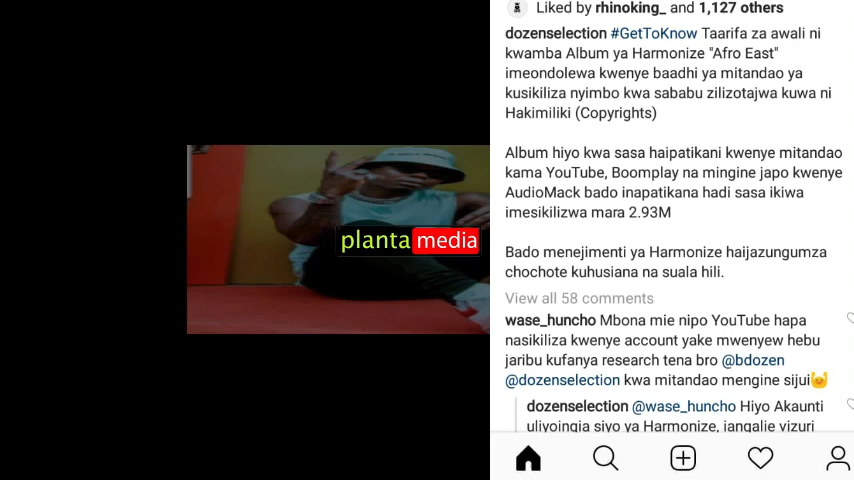 Liked by rhinoking_ and 1,127 others
dozenselection #GetToKnow Taarifa za awali ni
kwamba Album ya Harmonize "Afro East"
imeondolewa kwenye baadhi ya mitandao ya
kusikiliza nyimbo kwa sababu zilizotajwa kuwa ni
Hakimiliki (Copyrights)
Album hiyo kwa sasa haipatikani kwenye mitandao
kama YouTube, Boomplay na mingine japo kwenye
AudioMack bado inapatikana hadi sasa ikiwa
imesikilizwa mara 2.93M
Bado menejimenti ya Harmonize haijazungumza
chochote kuhusiana na suala hili.
View all 58 comments
wase_huncho Mbona mie nipo YouTube hapa
nasikiliza kwenye account yake mwenyew hebu
jaribu kufanya research tena bro @bdozen
@dozenselection kwa mitandao mengine sijui🤘
dozenselection @wase_huncho Hiyo Akaunti
uliyoingia siyo ya Harmonize, iangalie vizuri
planta media